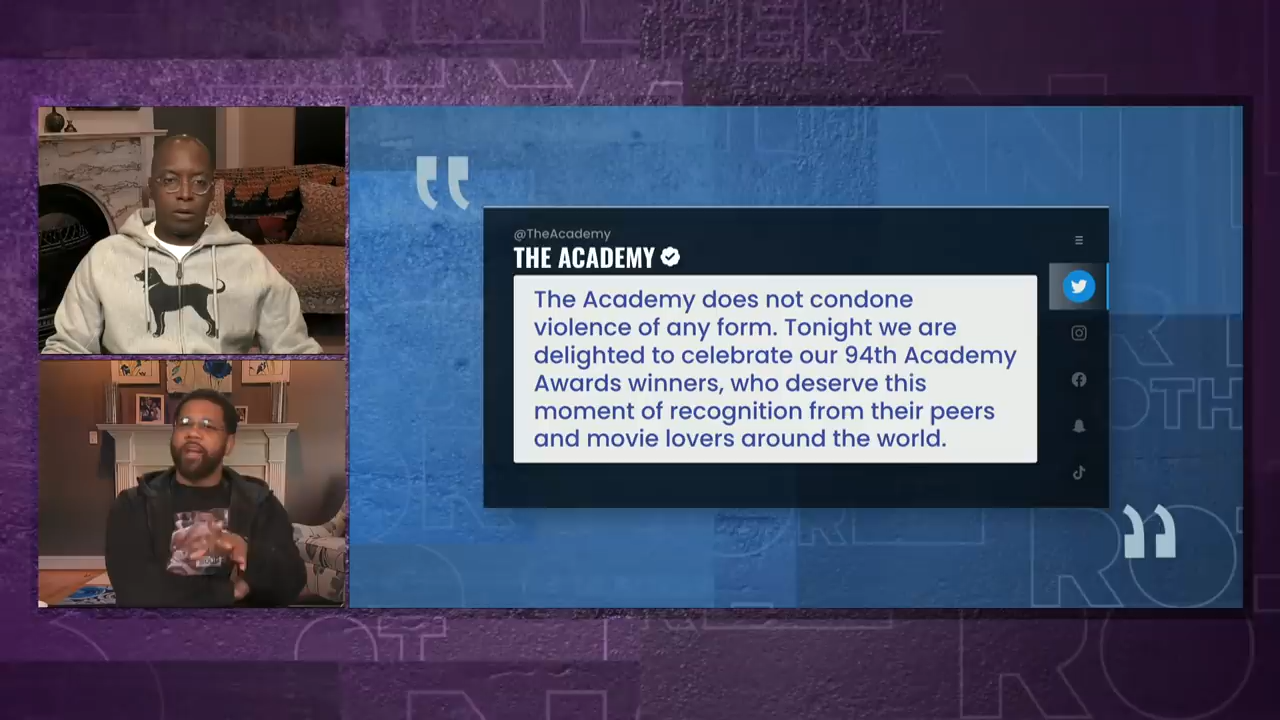 @TheAcademy
THE ACADEMY
The Academy does not condone
violence of any form. Tonight we are
delighted to celebrate our 94th Academy
Awards winners, who deserve this
moment of recognition from their peers
and movie lovers around the world.